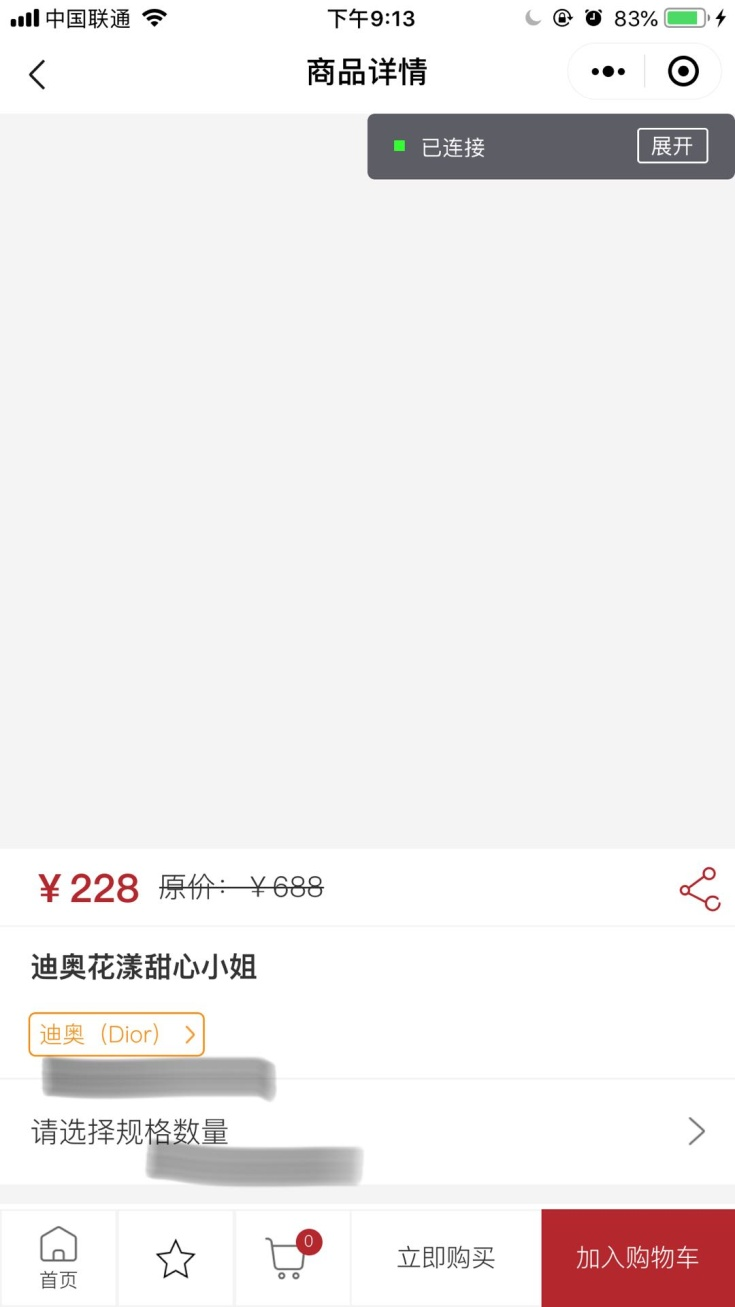 中国联通 下午9:13 83%
商品详情
已连接 展开
¥228 原价：¥688
迪奥花漾甜心小姐
迪奥（Dior）
请选择规格数量
0
首页 立即购买 加入购物车